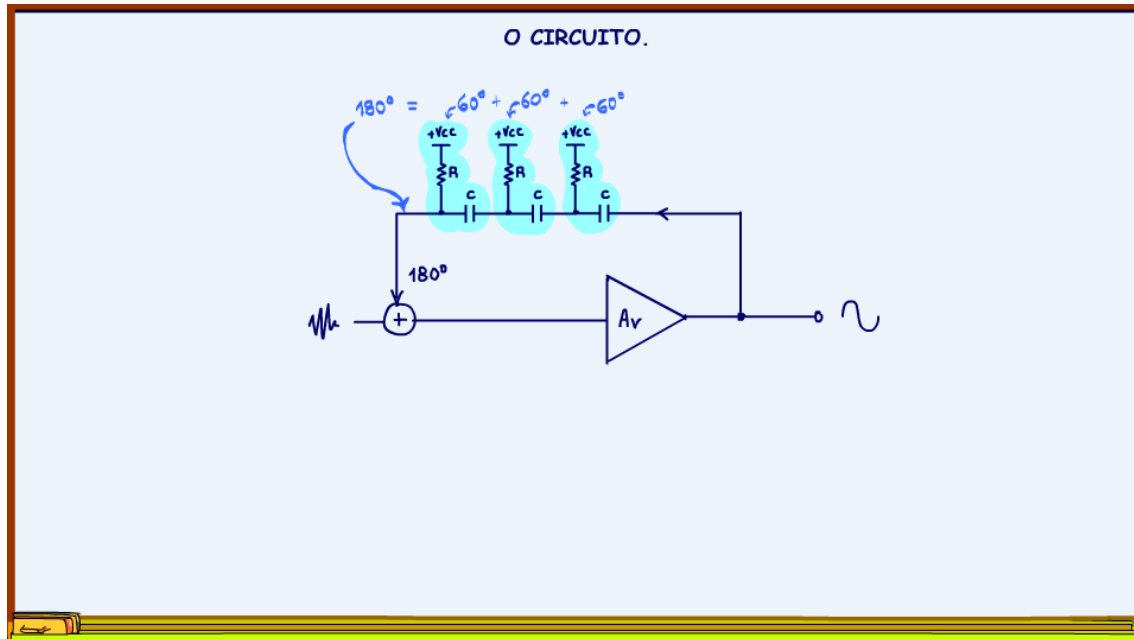 O CIRCUITO.
180° = 60° + 60° + 60°
+Vcc +Vcc +Vcc
R R R
C C C
180°
+ Av